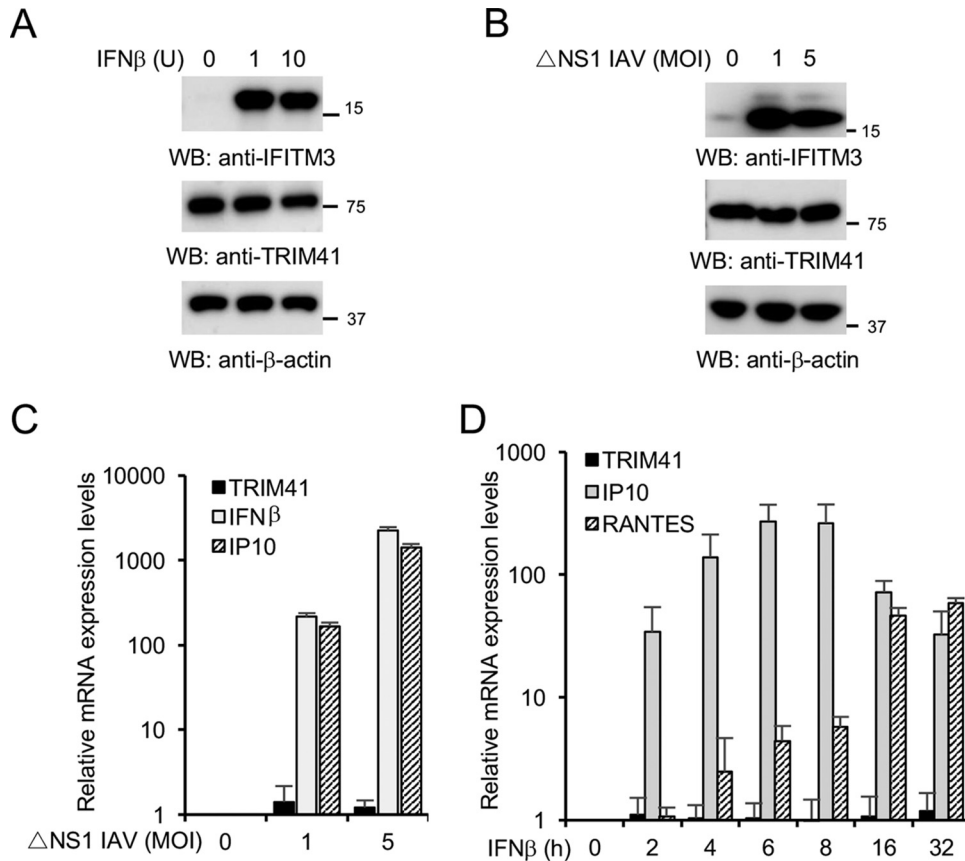 A
IFNβ (U) 0 1 10
15
WB: anti-IFITM3
75
WB: anti-TRIM41
37
WB: anti-β-actin
B
△NS1 IAV (MOI) 0 1 5
15
WB: anti-IFITM3
75
WB: anti-TRIM41
37
WB: anti-β-actin
C
Relative mRNA expression levels
10000
1000
100
10
1
TRIM41
IFNβ
IP10
△NS1 IAV (MOI) 0 1 5
D
Relative mRNA expression levels
1000
100
10
1
TRIM41
IP10
RANTES
IFNβ (h) 0 2 4 6 8 16 32